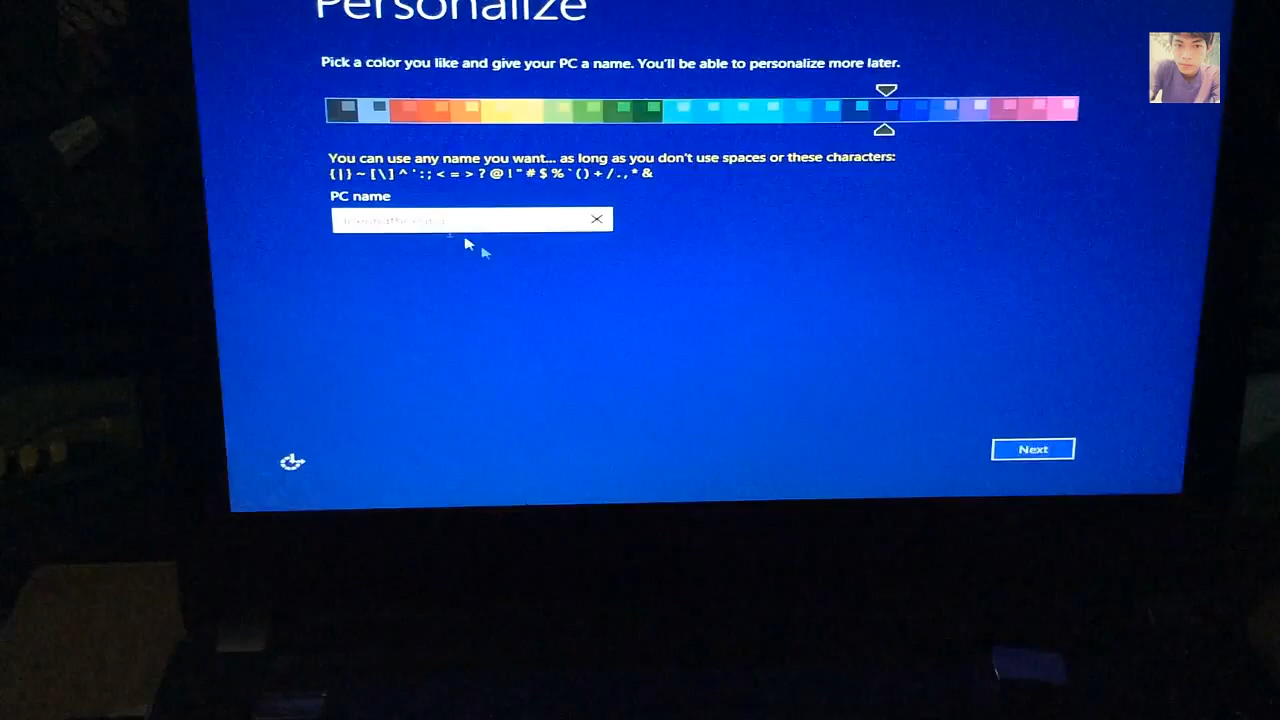 Personalize
Pick a color you like and give your PC a name. You'll be able to personalize more later.
You can use any name you want... as long as you don't use spaces or these characters:
{ | } ~ [ \ ] ^ ' : ; < = > ? @ ! " # $ % ` ( ) + / . , * &
PC name
Next